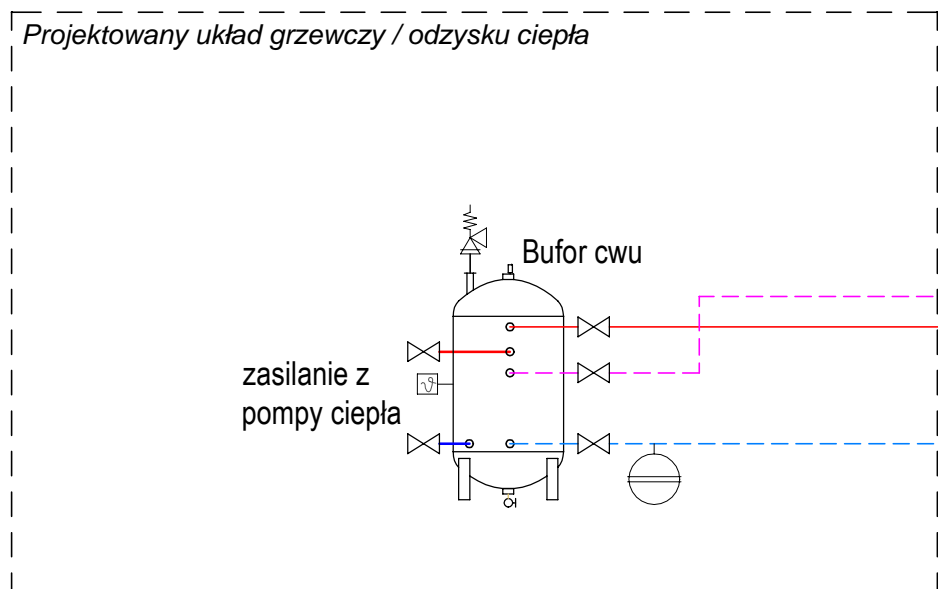 Projektowany układ grzewczy / odzysku ciepła
Bufor cwu
zasilanie z
pompy ciepła
ϑ